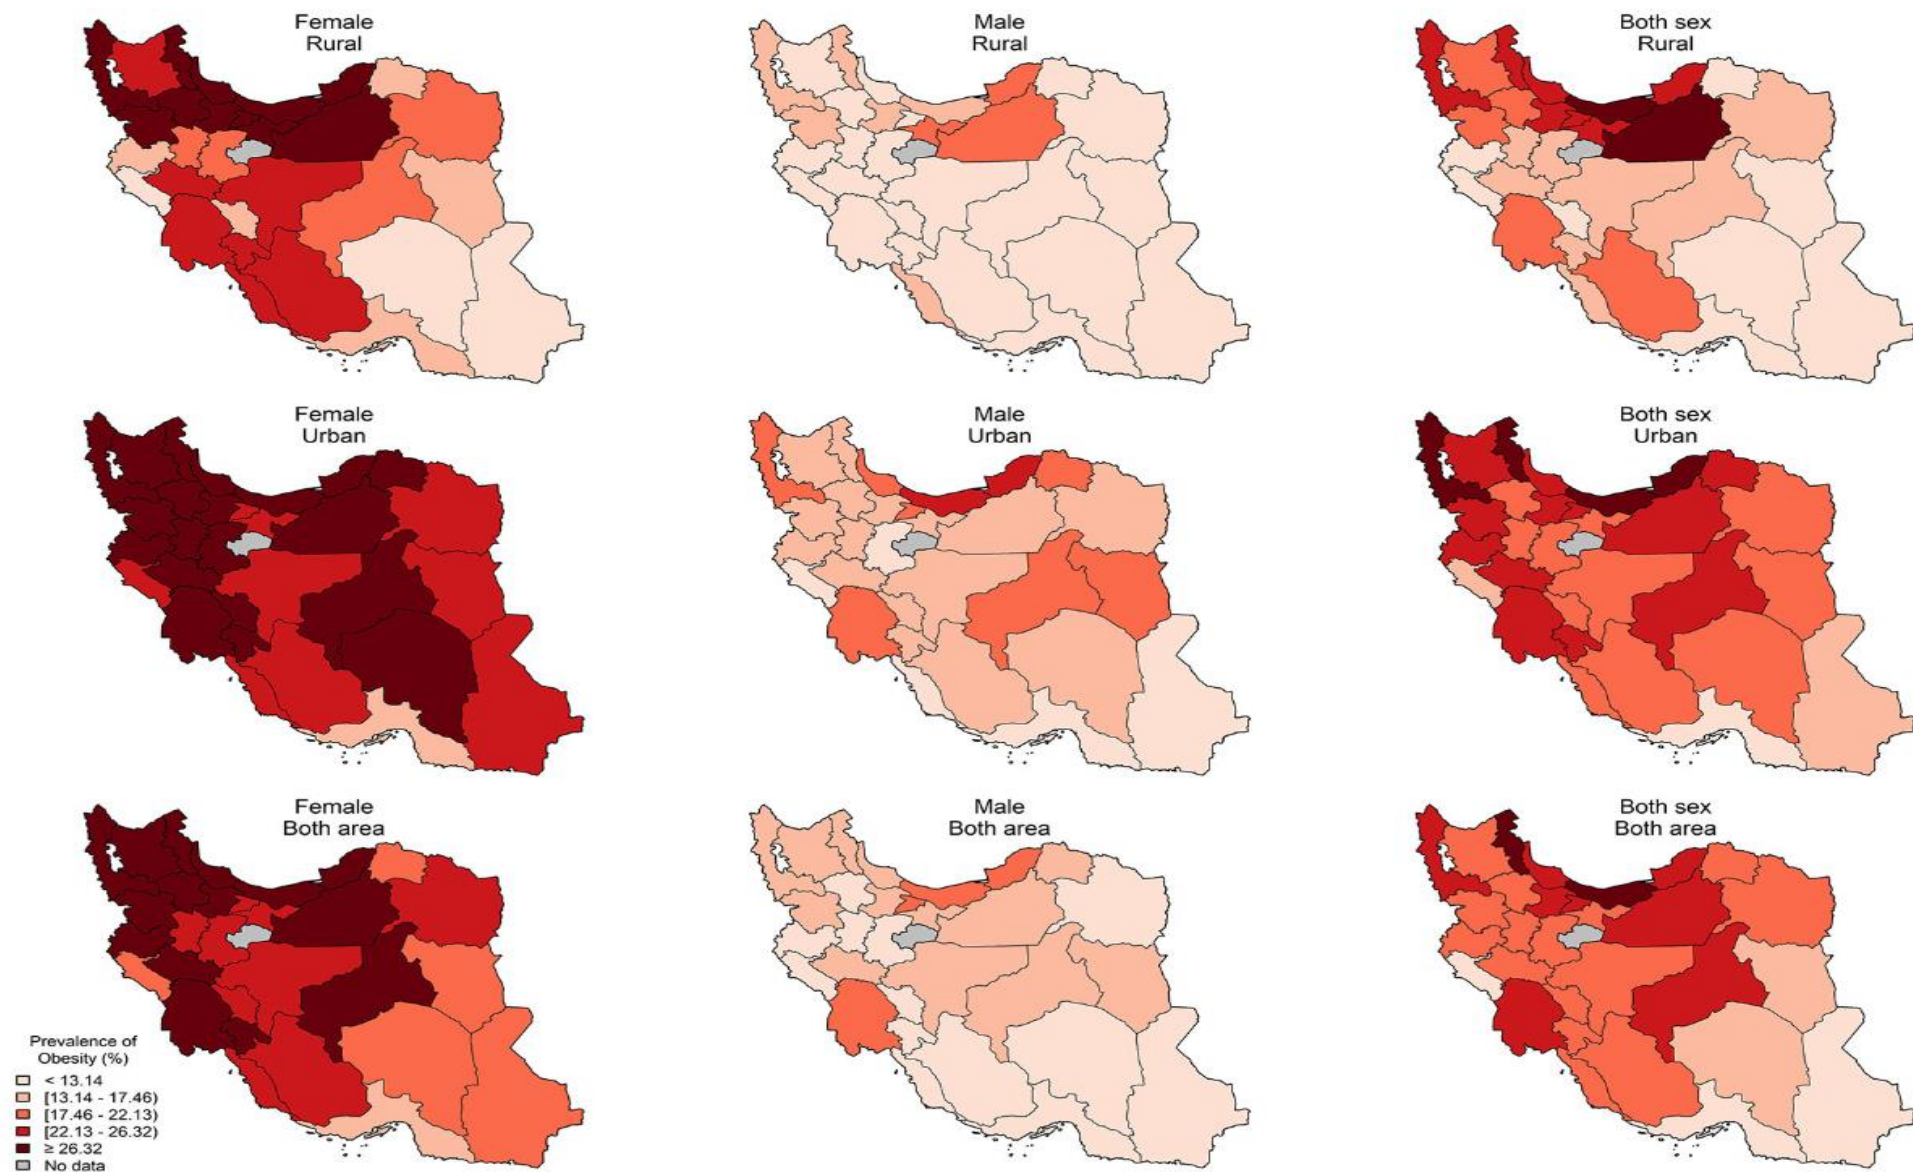 Female
Rural
Male
Rural
Both sex
Rural
Female
Urban
Male
Urban
Both sex
Urban
Female
Both area
Male
Both area
Both sex
Both area
Prevalence of
Obesity (%)
< 13.14
[13.14 - 17.46)
[17.46 - 22.13)
[22.13 - 26.32)
≥ 26.32
No data